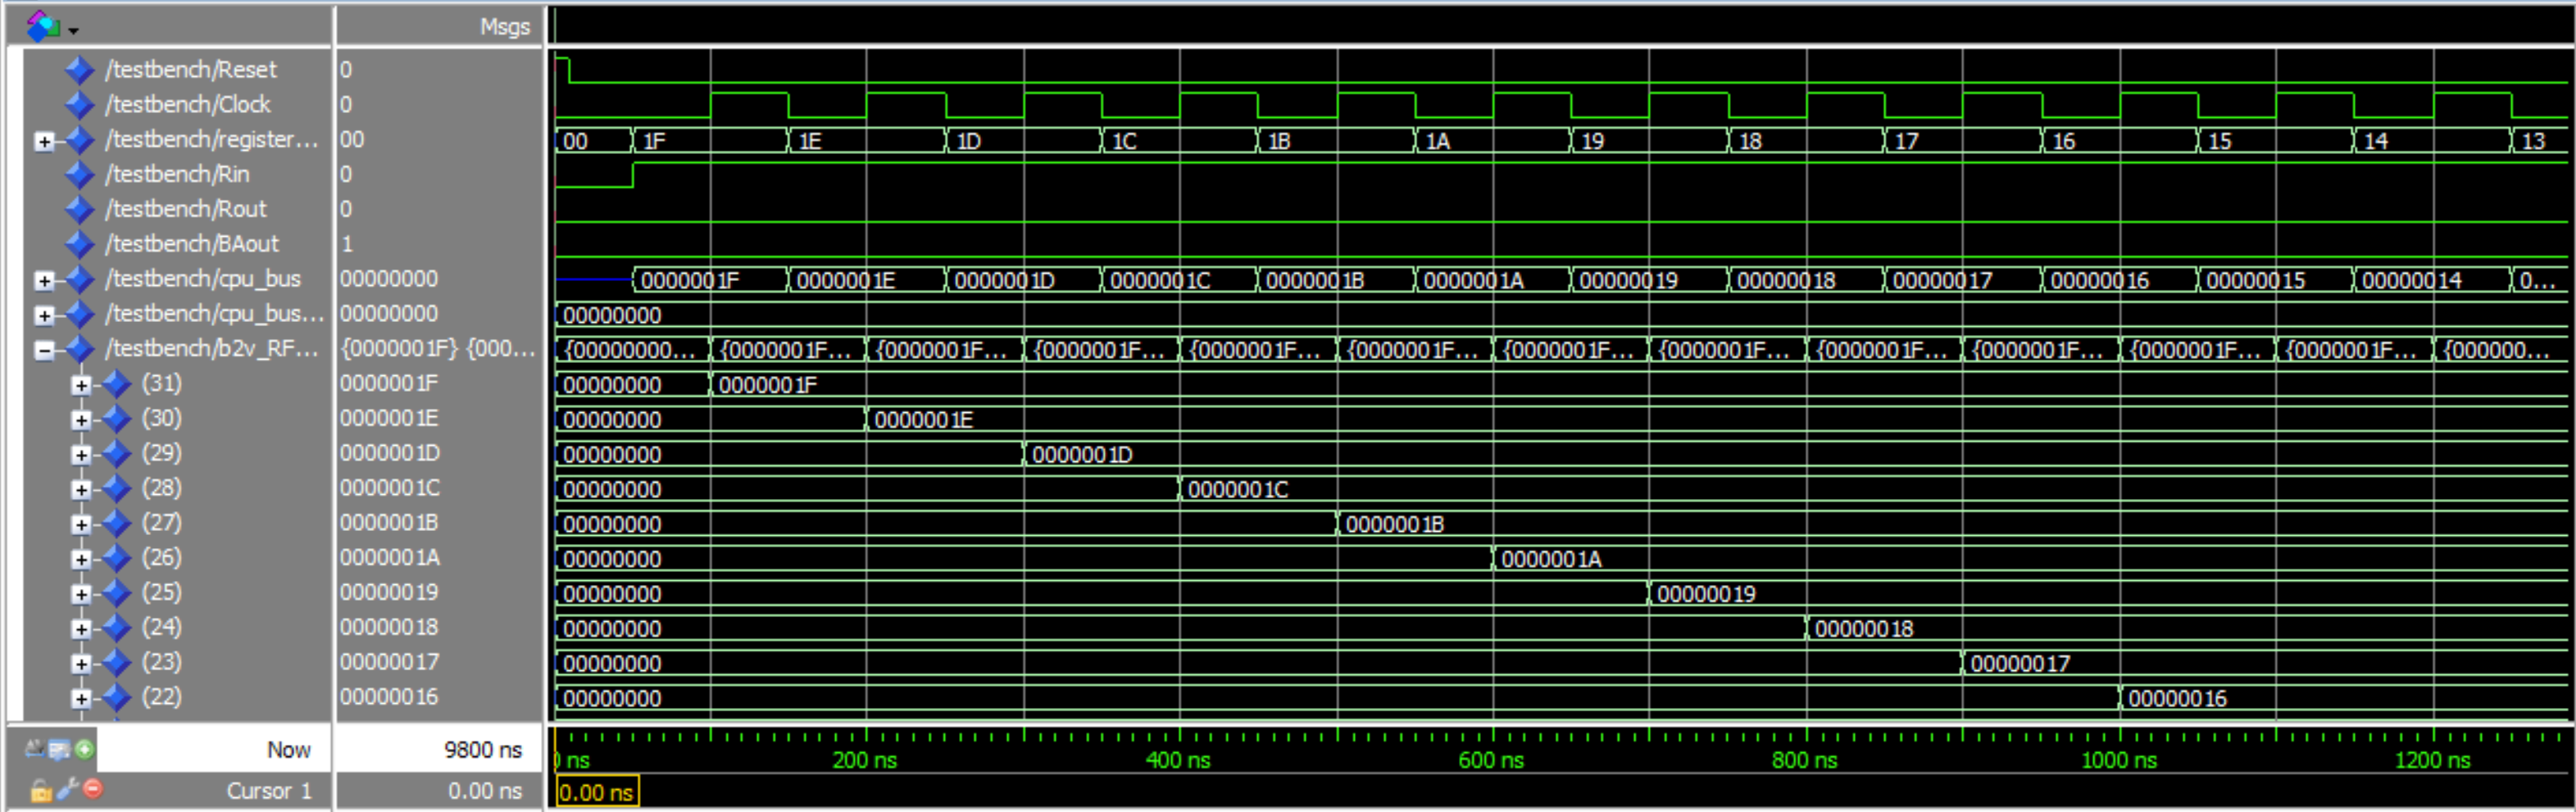 Msgs
/testbench/Reset 0
/testbench/Clock 0
/testbench/register... 00 00 1F 1E 1D 1C 1B 1A 19 18 17 16 15 14 13
/testbench/Rin 0
/testbench/Rout 0
/testbench/BAout 1
/testbench/cpu_bus 00000000 0000001F 0000001E 0000001D 0000001C 0000001B 0000001A 00000019 00000018 00000017 00000016 00000015 00000014 0...
/testbench/cpu_bus... 00000000 00000000
/testbench/b2v_RF... {0000001F} {000... {00000000... {0000001F... {0000001F... {0000001F... {0000001F... {0000001F... {0000001F... {0000001F... {0000001F... {0000001F... {0000001F... {0000001F... {000000...
(31) 0000001F 00000000 0000001F
(30) 0000001E 00000000 0000001E
(29) 0000001D 00000000 0000001D
(28) 0000001C 00000000 0000001C
(27) 0000001B 00000000 0000001B
(26) 0000001A 00000000 0000001A
(25) 00000019 00000000 00000019
(24) 00000018 00000000 00000018
(23) 00000017 00000000 00000017
(22) 00000016 00000000 00000016
Now 9800 ns ns 200 ns 400 ns 600 ns 800 ns 1000 ns 1200 ns
Cursor 1 0.00 ns 0.00 ns